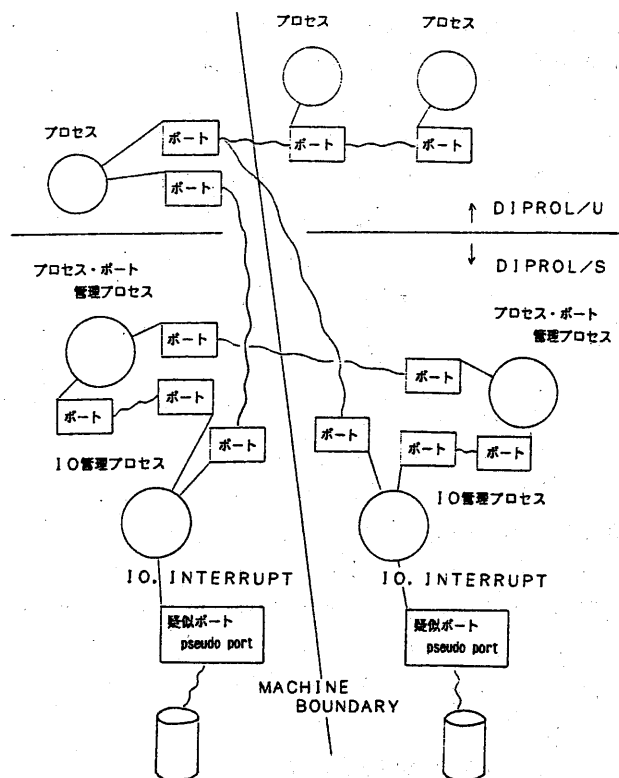 プロセス
プロセス
プロセス
ポート
ポート
ポート
ポート
↑ DIPROL/U
↓ DIPROL/S
プロセス・ポート
管理プロセス
プロセス・ポート
管理プロセス
ポート
ポート
ポート
ポート
ポート
ポート
ポート
ポート
IO管理プロセス
IO管理プロセス
IO. INTERRUPT
IO. INTERRUPT
疑似ポート
pseudo port
疑似ポート
pseudo port
MACHINE
BOUNDARY